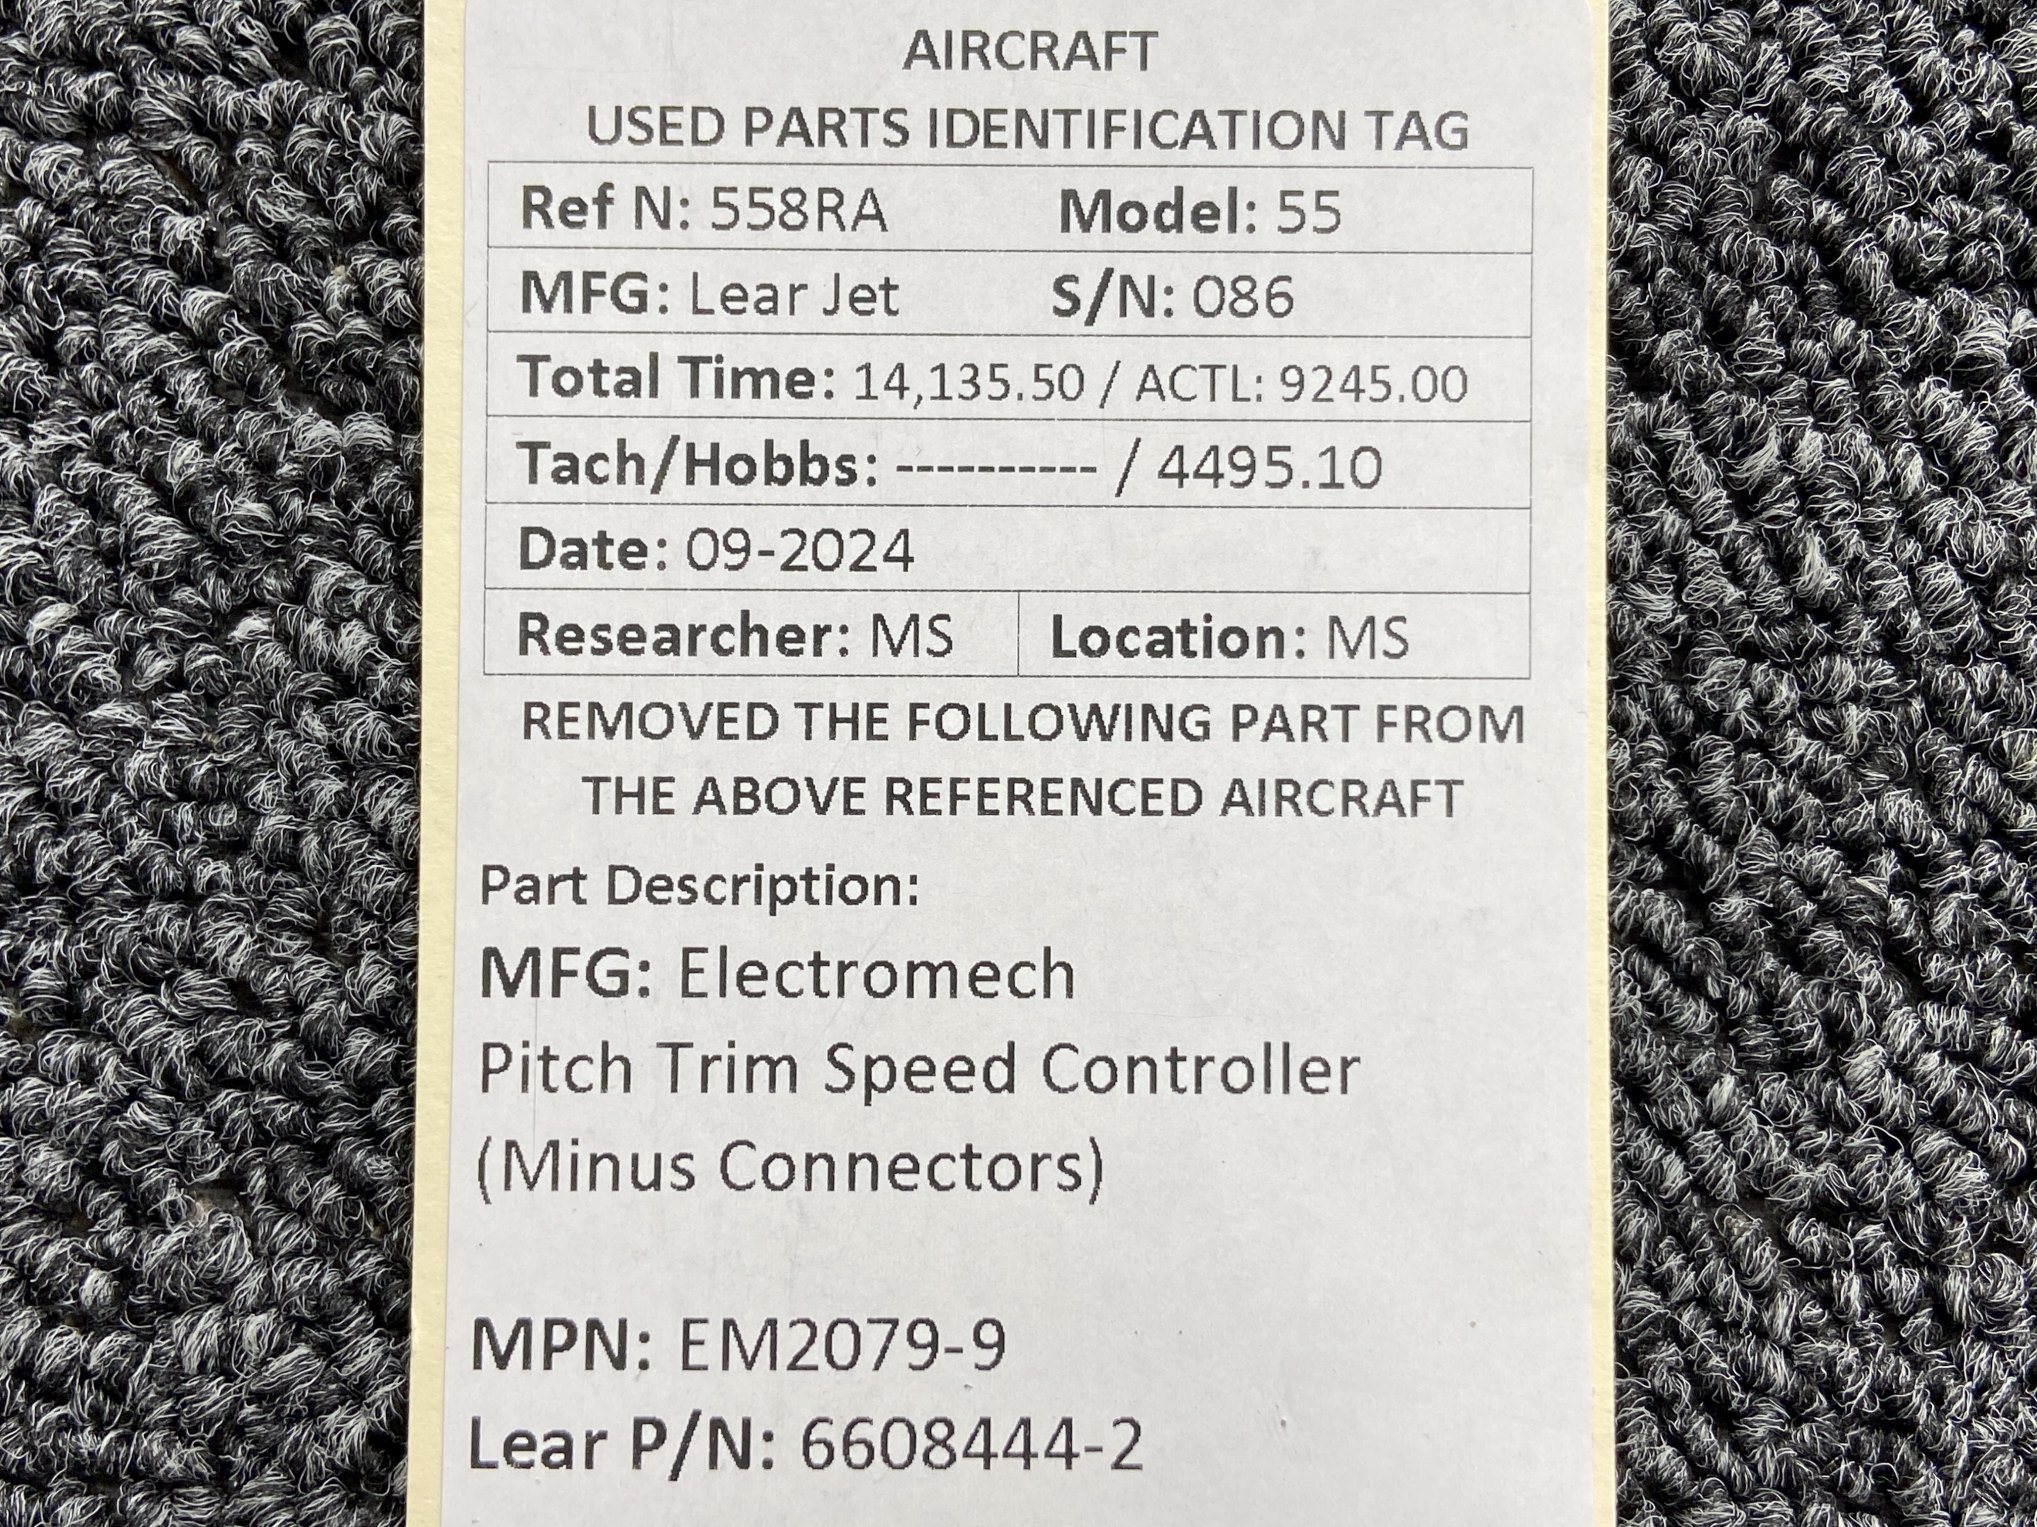 AIRCRAFT
USED PARTS IDENTIFICATION TAG
Ref N: 558RA Model: 55
MFG: Lear Jet S/N: 086
Total Time: 14,135.50 / ACTL: 9245.00
Tach/Hobbs: ---------- / 4495.10
Date: 09-2024
Researcher: MS Location: MS
REMOVED THE FOLLOWING PART FROM
THE ABOVE REFERENCED AIRCRAFT
Part Description:
MFG: Electromech
Pitch Trim Speed Controller
(Minus Connectors)
MPN: EM2079-9
Lear P/N: 6608444-2